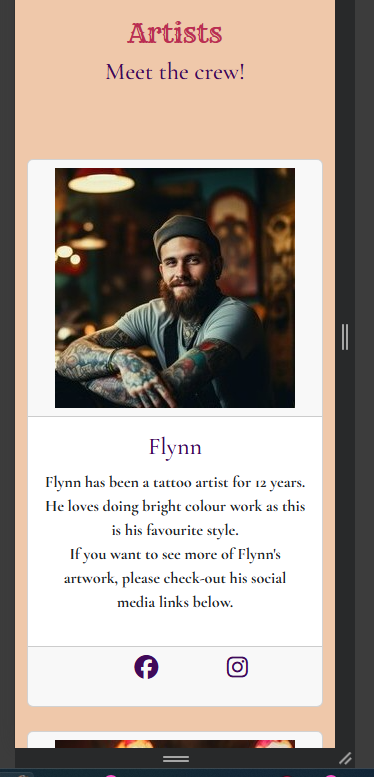 Artists
Meet the crew!
Flynn
Flynn has been a tattoo artist for 12 years.
He loves doing bright colour work as this
is his favourite style.
If you want to see more of Flynn's
artwork, please check-out his social
media links below.